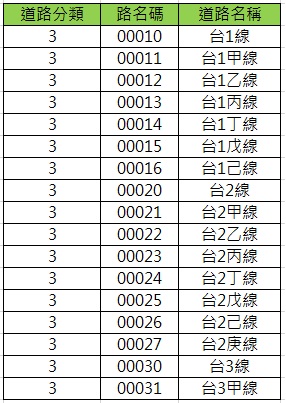 道路分類 路名碼 道路名稱
3 00010 台1線
3 00011 台1甲線
3 00012 台1乙線
3 00013 台1丙線
3 00014 台1丁線
3 00015 台1戊線
3 00016 台1己線
3 00020 台2線
3 00021 台2甲線
3 00022 台2乙線
3 00023 台2丙線
3 00024 台2丁線
3 00025 台2戊線
3 00026 台2己線
3 00027 台2庚線
3 00030 台3線
3 00031 台3甲線